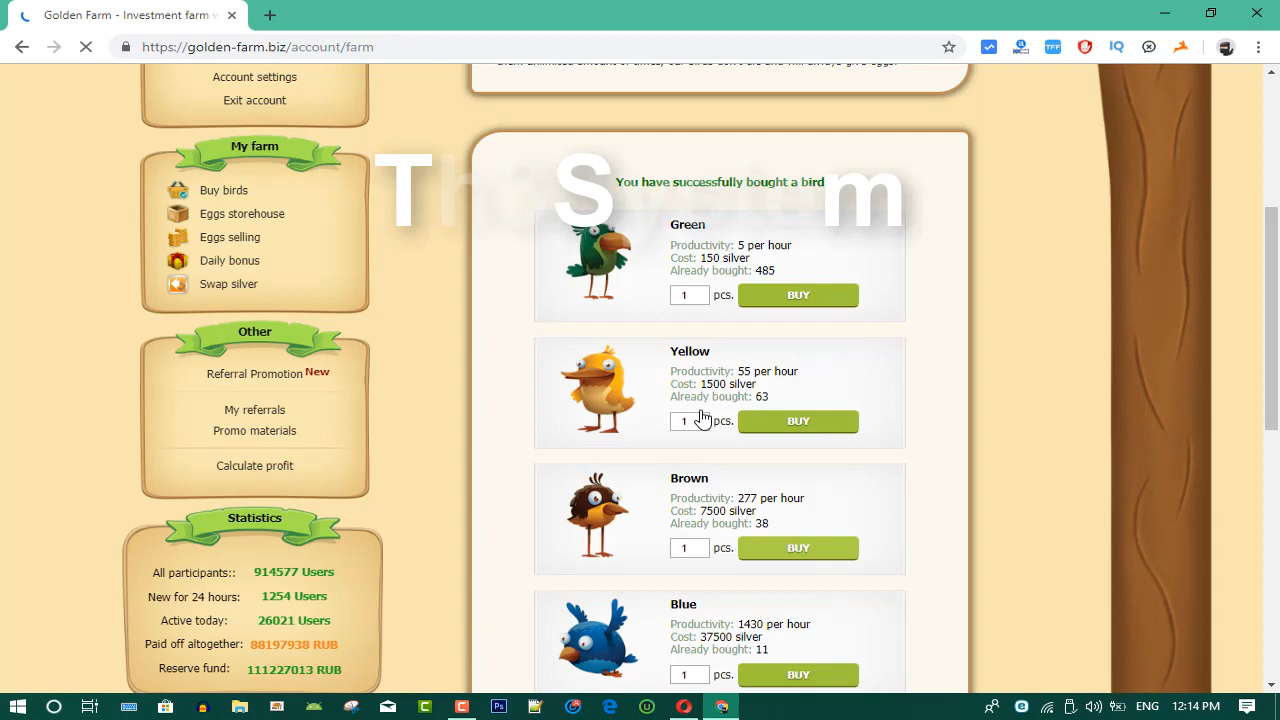 Golden Farm - Investment farm w
https://golden-farm.biz/account/farm
Account settings
Exit account
My farm
Buy birds
Eggs storehouse
Eggs selling
Daily bonus
Swap silver
Other
Referral Promotion New
My referrals
Promo materials
Calculate profit
Statistics
All participants:: 914577 Users
New for 24 hours: 1254 Users
Active today: 26021 Users
Paid off altogether: 88197938 RUB
Reserve fund: 111227013 RUB
You have successfully bought a bird
Green
Productivity: 5 per hour
Cost: 150 silver
Already bought: 485
1 pcs. BUY
Yellow
Productivity: 55 per hour
Cost: 1500 silver
Already bought: 63
1 pcs. BUY
Brown
Productivity: 277 per hour
Cost: 7500 silver
Already bought: 38
1 pcs. BUY
Blue
Productivity: 1430 per hour
Cost: 37500 silver
Already bought: 11
1 pcs. BUY
ENG 12:14 PM